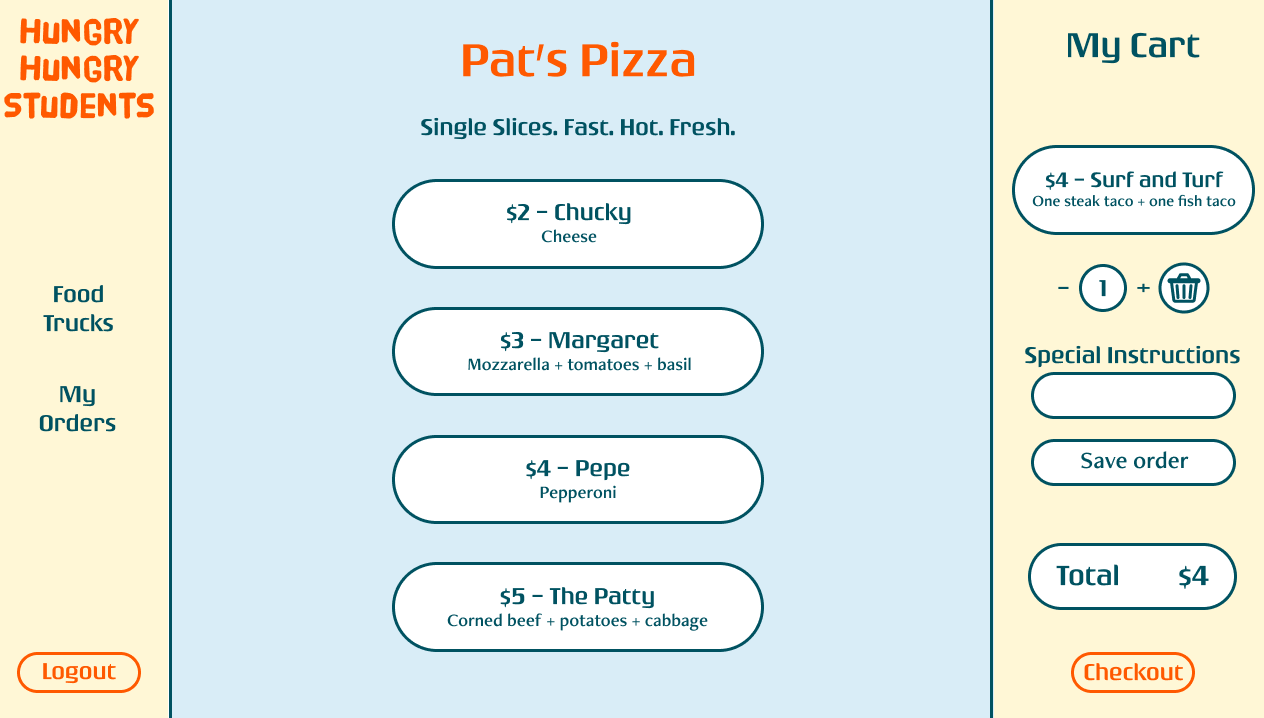 HUNGRY
HUNGRY
STUDENTS
Food
Trucks
My
Orders
Logout
Pat's Pizza
Single Slices. Fast. Hot. Fresh.
$2 – Chucky
Cheese
$3 – Margaret
Mozzarella + tomatoes + basil
$4 – Pepe
Pepperoni
$5 – The Patty
Corned beef + potatoes + cabbage
My Cart
$4 – Surf and Turf
One steak taco + one fish taco
– 1 +
Special Instructions
Save order
Total $4
Checkout